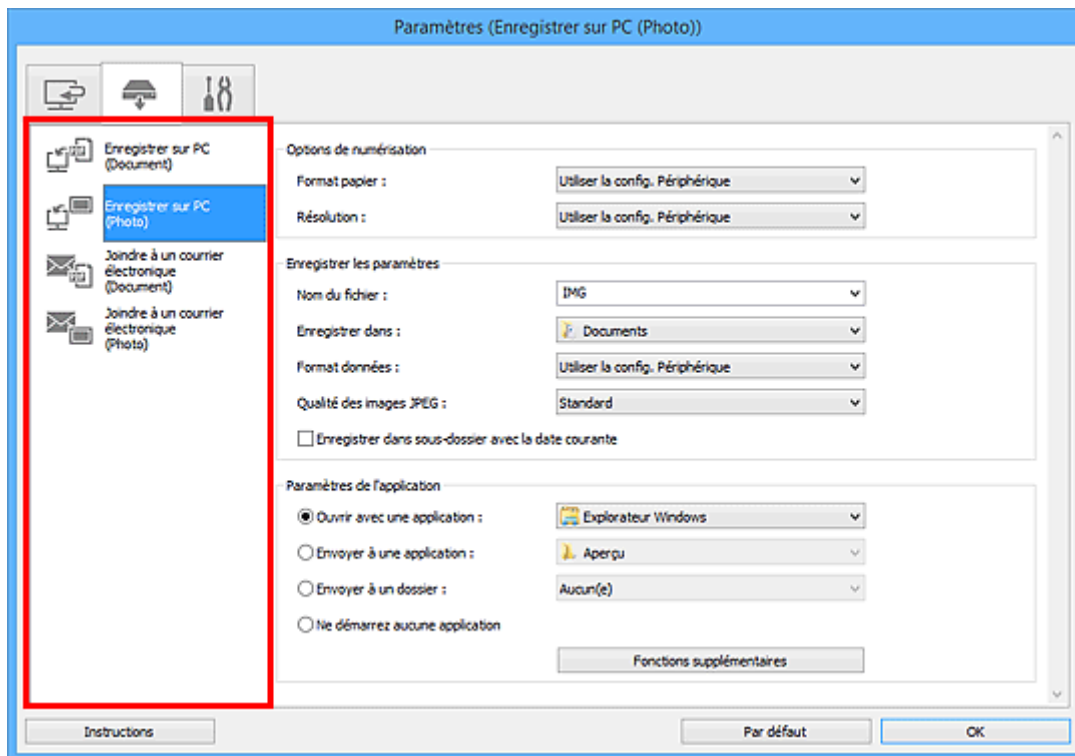 Paramètres (Enregistrer sur PC (Photo))
Enregistrer sur PC
(Document)
Enregistrer sur PC
(Photo)
Joindre à un courrier
électronique
(Document)
Joindre à un courrier
électronique
(Photo)
Options de numérisation
Format papier : Utiliser la config. Périphérique
Résolution : Utiliser la config. Périphérique
Enregistrer les paramètres
Nom du fichier : IMG
Enregistrer dans : Documents
Format données : Utiliser la config. Périphérique
Qualité des images JPEG : Standard
Enregistrer dans sous-dossier avec la date courante
Paramètres de l'application
Ouvrir avec une application : Explorateur Windows
Envoyer à une application : Aperçu
Envoyer à un dossier : Aucun(e)
Ne démarrez aucune application
Fonctions supplémentaires
Instructions
Par défaut
OK